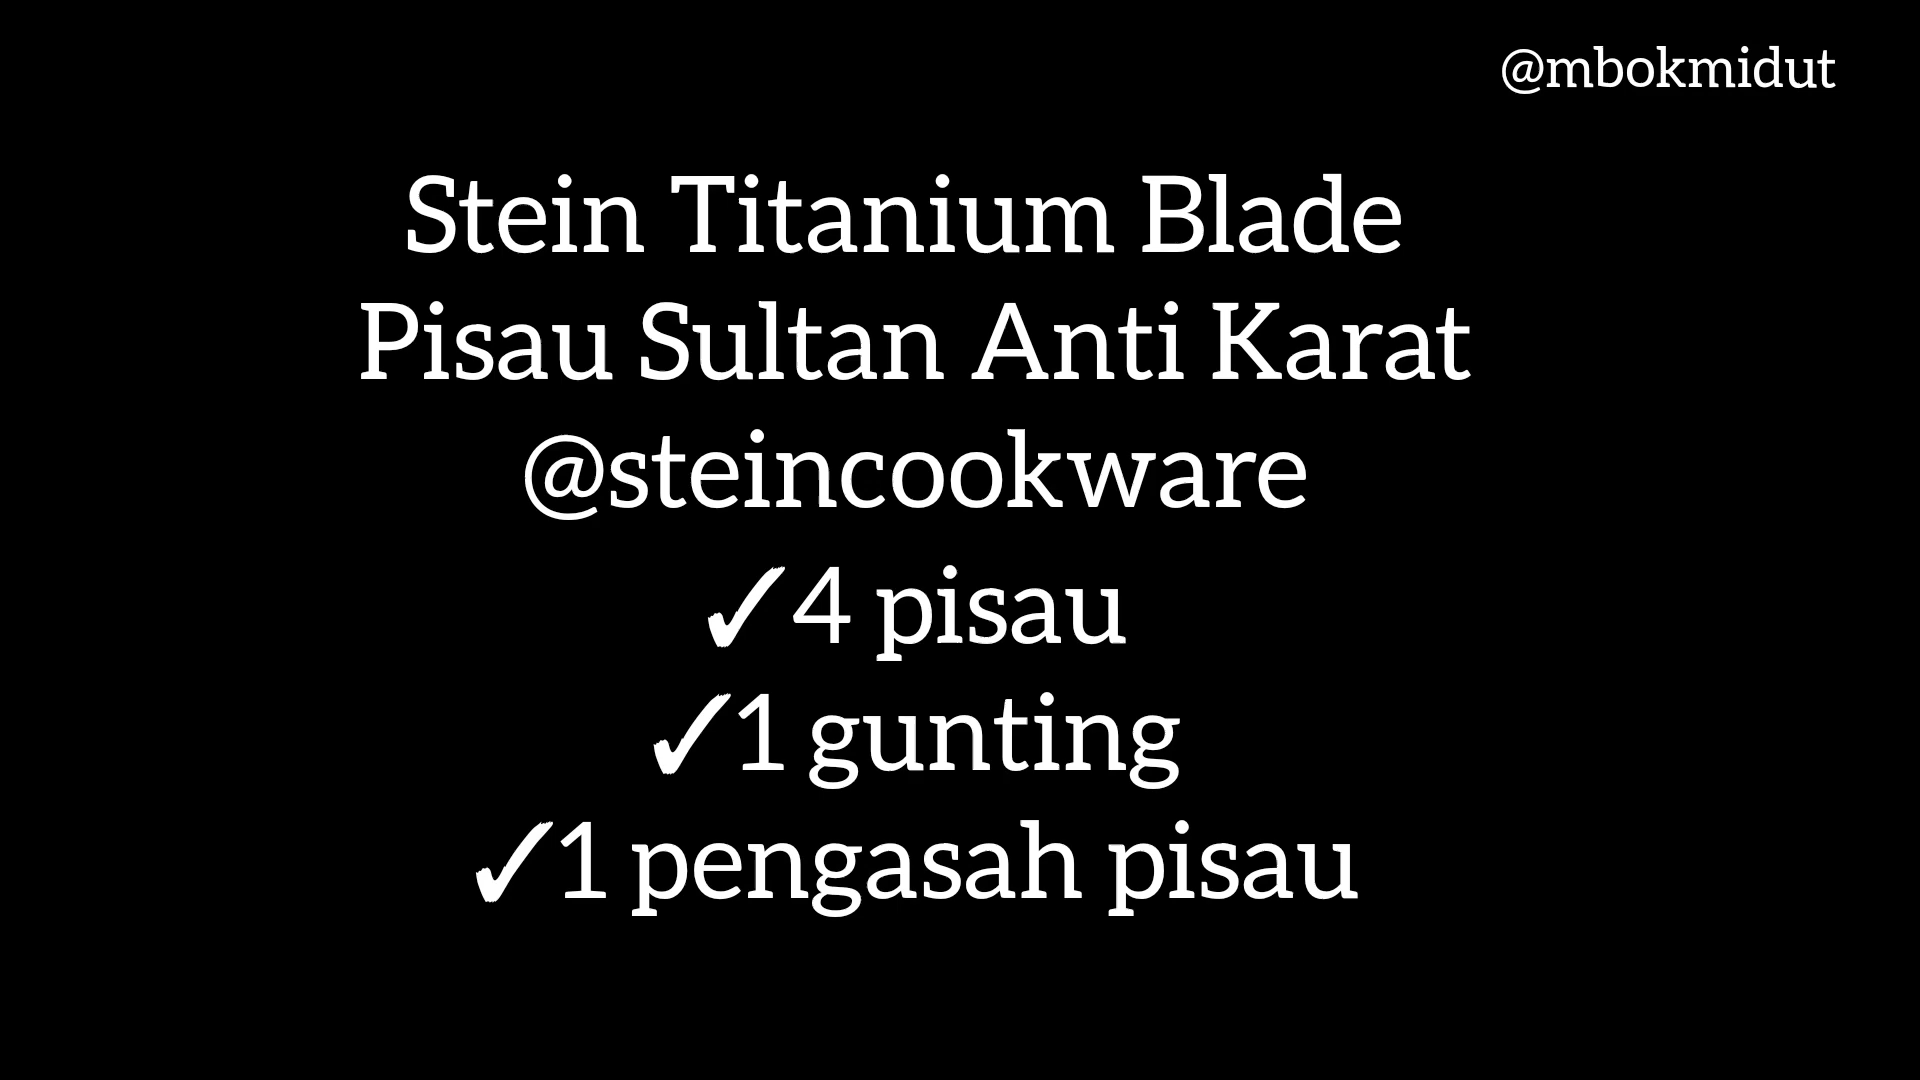 @mbokmidut
Stein Titanium Blade
Pisau Sultan Anti Karat
@steincookware
✓4 pisau
✓1 gunting
✓1 pengasah pisau